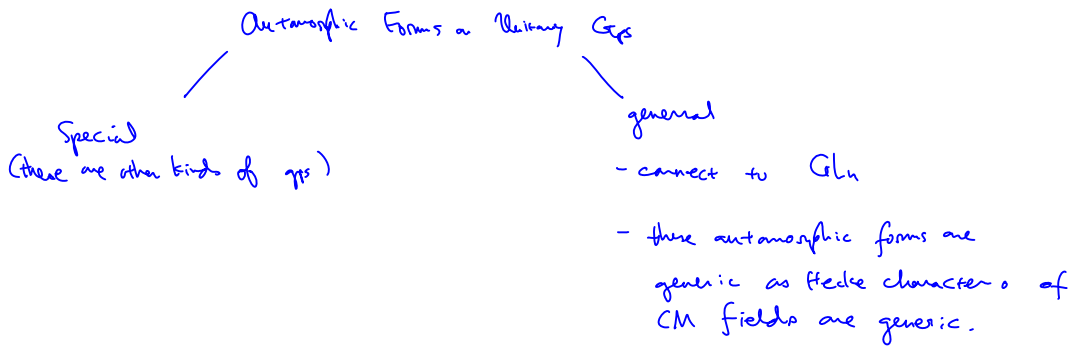 Automorphic Forms on Unitary Gps
Special
(these are other kinds of gps)
general
- connect to GLn
- these automorphic forms are
generic as Hecke characters of
CM fields are generic.